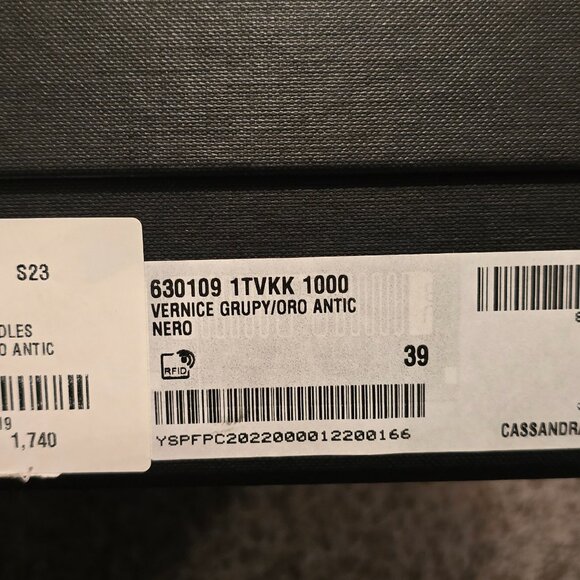 S23
DLES
O ANTIC
19
1,740
630109 1TVKK 1000
VERNICE GRUPY/ORO ANTIC
NERO
RFID
39
YSPFPC2022000012200166
CASSANDRA